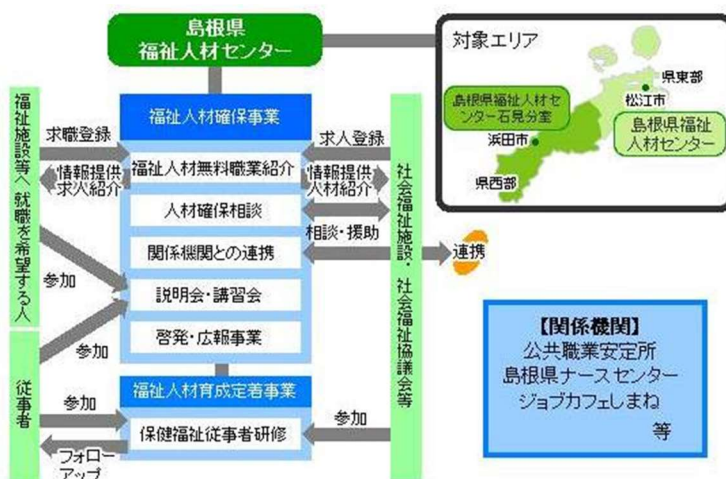 島根県
福祉人材センター
対象エリア
県東部
松江市
島根県福祉人材センター石見分室
浜田市
島根県福祉
人材センター
県西部
福祉施設等へ就職を希望する人
求職登録
情報提供
求人紹介
参加
福祉人材確保事業
福祉人材無料職業紹介
人材確保相談
関係機関との連携
説明会・講習会
啓発・広報事業
求人登録
情報提供
人材紹介
相談・援助
連携
社会福祉施設・社会福祉協議会等
従事者
参加
参加
フォロー
アップ
福祉人材育成定着事業
保健福祉従事者研修
参加
【関係機関】
公共職業安定所
島根県ナースセンター
ジョブカフェしまね
等